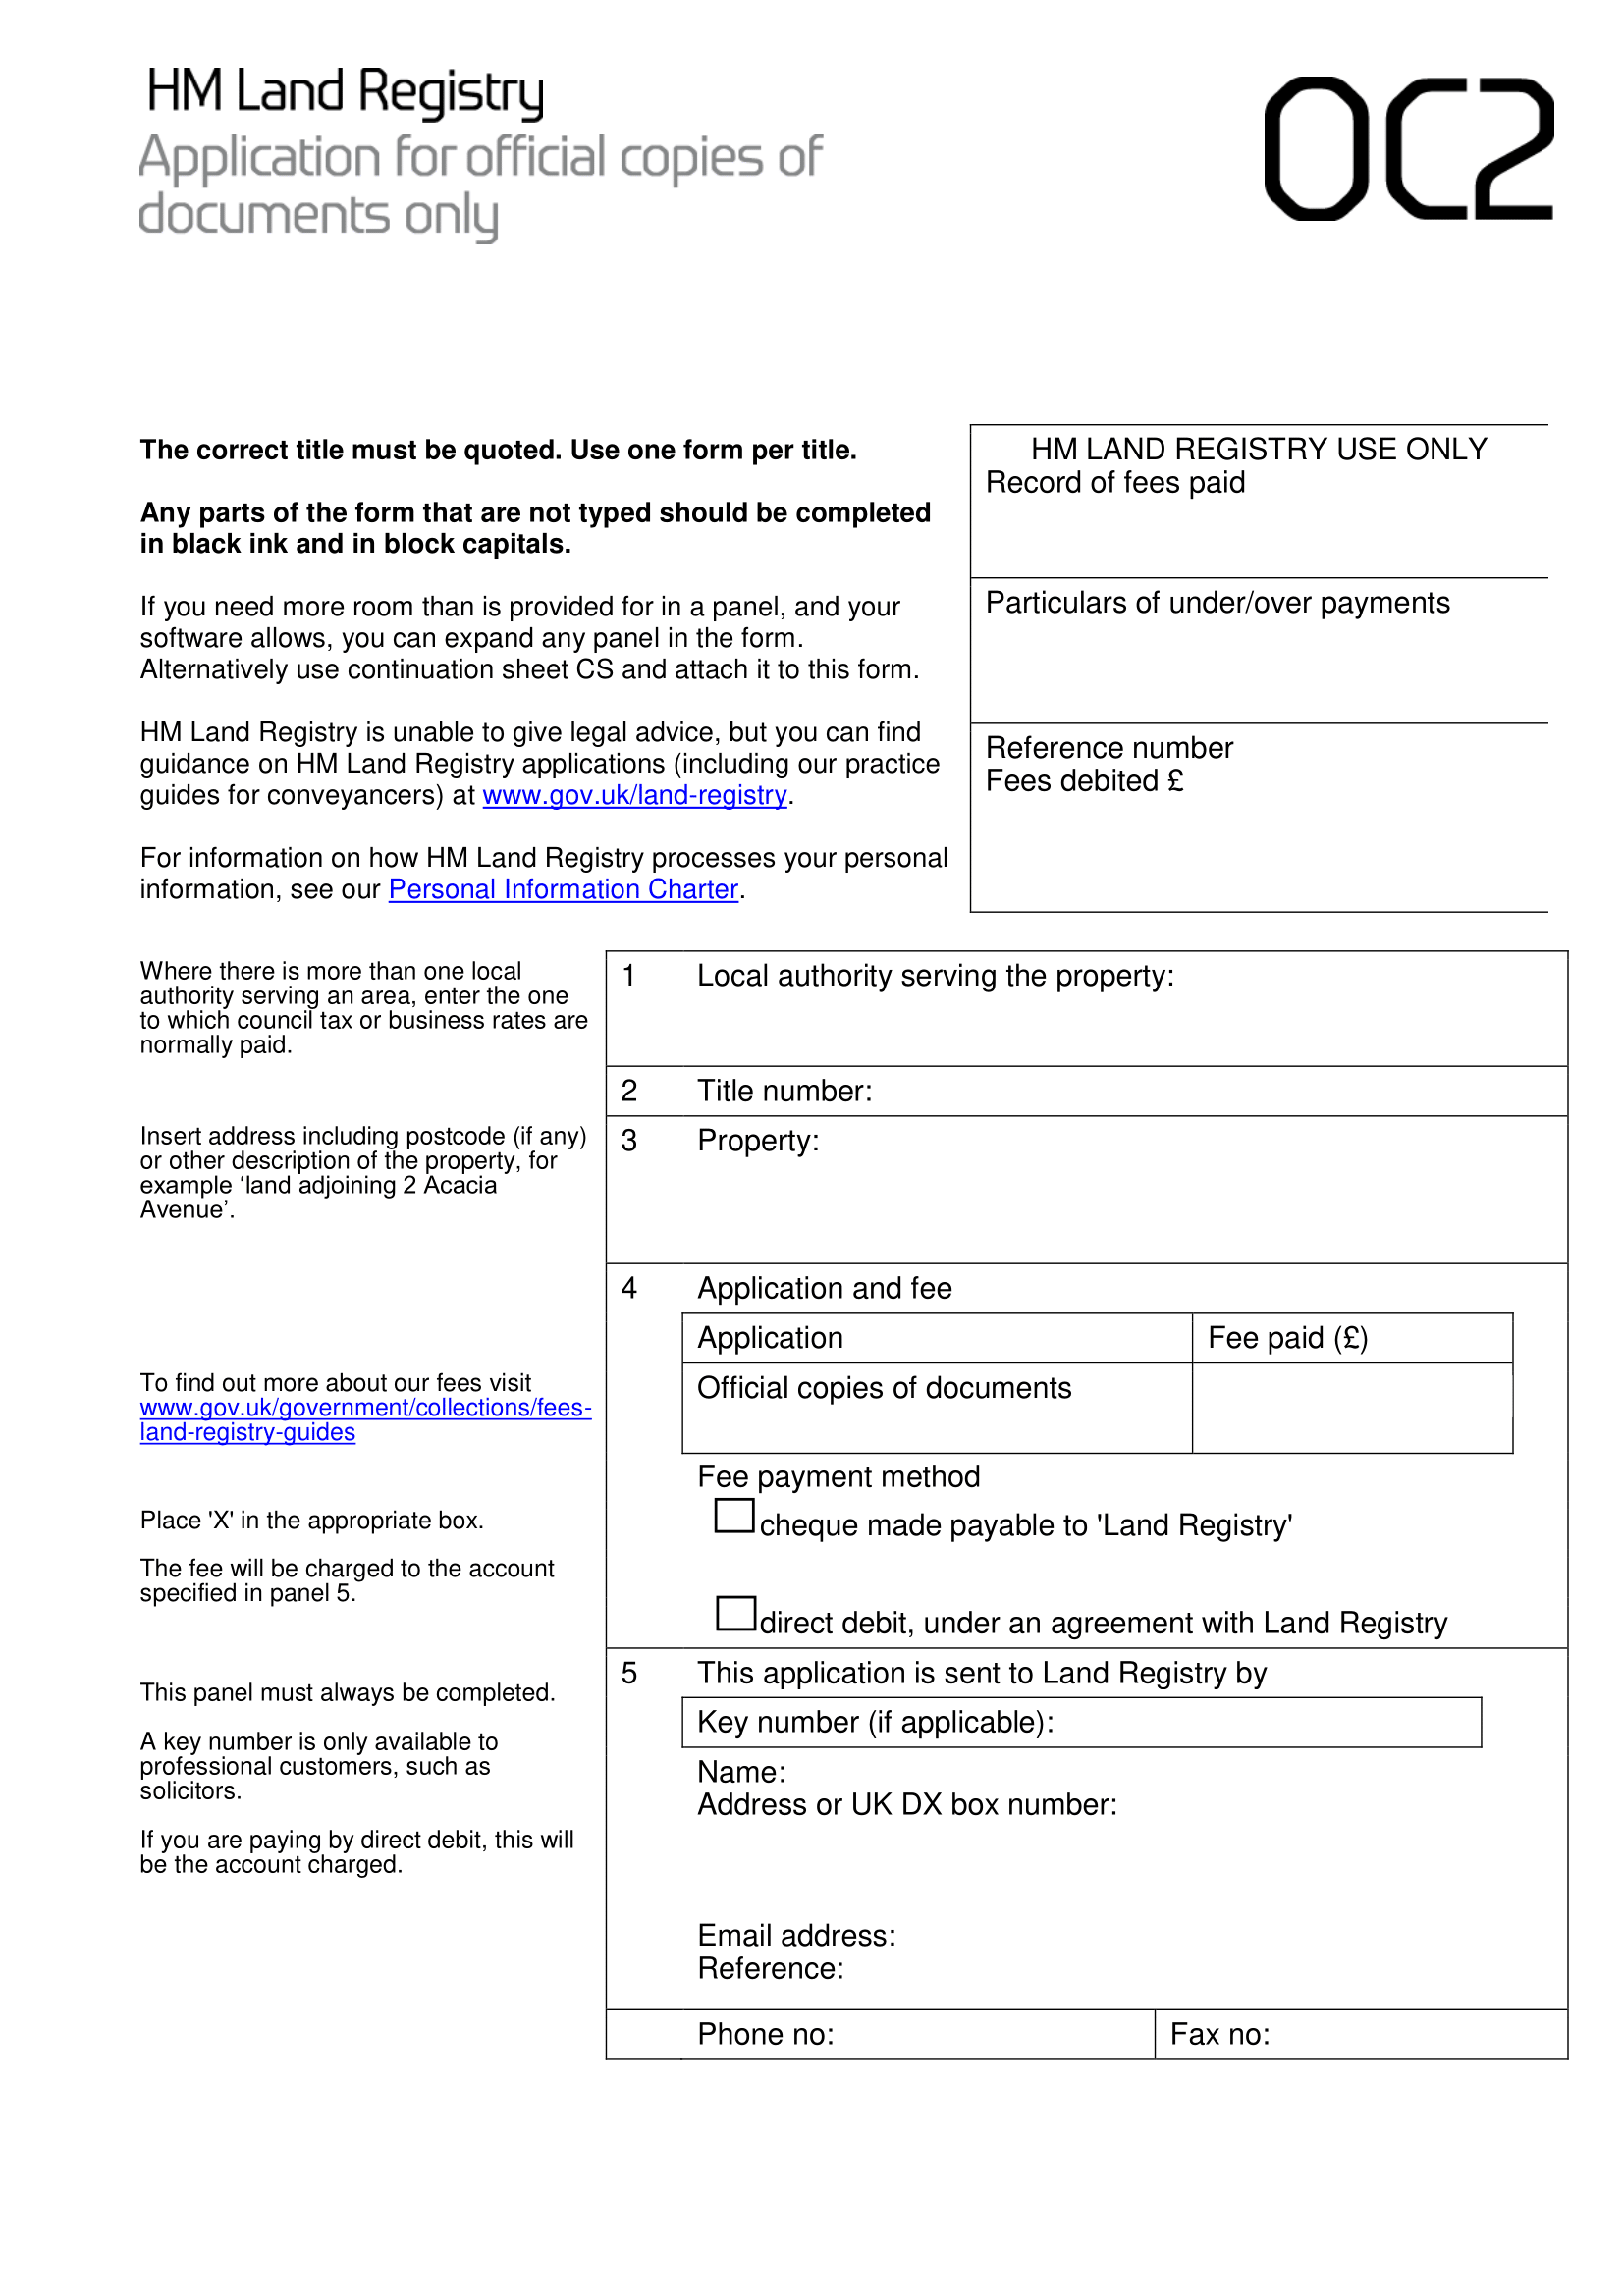 HM Land Registry
Application for official copies of
documents only
OC2
The correct title must be quoted. Use one form per title.
Any parts of the form that are not typed should be completed
in black ink and in block capitals.
If you need more room than is provided for in a panel, and your
software allows, you can expand any panel in the form.
Alternatively use continuation sheet CS and attach it to this form.
HM Land Registry is unable to give legal advice, but you can find
guidance on HM Land Registry applications (including our practice
guides for conveyancers) at www.gov.uk/land-registry.
For information on how HM Land Registry processes your personal
information, see our Personal Information Charter.
HM LAND REGISTRY USE ONLY
Record of fees paid
Particulars of under/over payments
Reference number
Fees debited £
Where there is more than one local
authority serving an area, enter the one
to which council tax or business rates are
normally paid.
1 Local authority serving the property:
2 Title number:
Insert address including postcode (if any)
or other description of the property, for
example ‘land adjoining 2 Acacia
Avenue’.
3 Property:
4 Application and fee
Application Fee paid (£)
Official copies of documents
To find out more about our fees visit
www.gov.uk/government/collections/fees-
land-registry-guides
Fee payment method
Place 'X' in the appropriate box.
cheque made payable to 'Land Registry'
The fee will be charged to the account
specified in panel 5.
direct debit, under an agreement with Land Registry
5 This application is sent to Land Registry by
This panel must always be completed.
A key number is only available to
professional customers, such as
solicitors.
If you are paying by direct debit, this will
be the account charged.
Key number (if applicable):
Name:
Address or UK DX box number:
Email address:
Reference:
Phone no: Fax no: